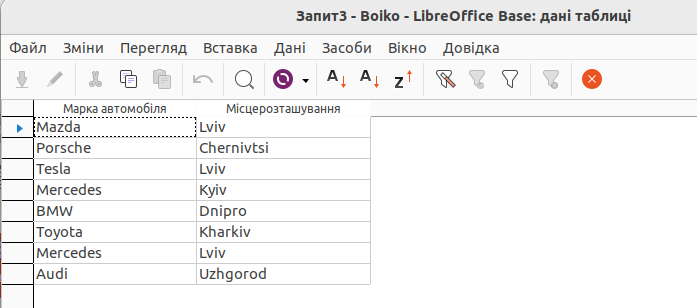 Запит3 - Boiko - LibreOffice Base: дані таблиці
Файл Зміни Перегляд Вставка Дані Засоби Вікно Довідка
Марка автомобіля Місцерозташування
Mazda Lviv
Porsche Chernivtsi
Tesla Lviv
Mercedes Kyiv
BMW Dnipro
Toyota Kharkiv
Mercedes Lviv
Audi Uzhgorod